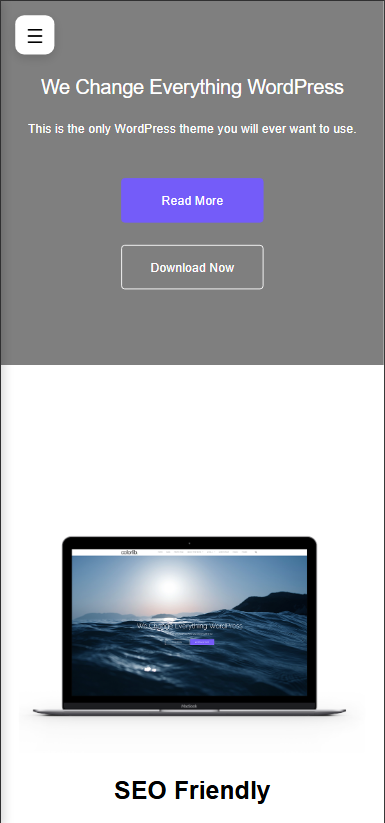 We Change Everything WordPress
This is the only WordPress theme you will ever want to use.
Read More
Download Now
colorlib
We Change Everything WordPress
MacBook
SEO Friendly